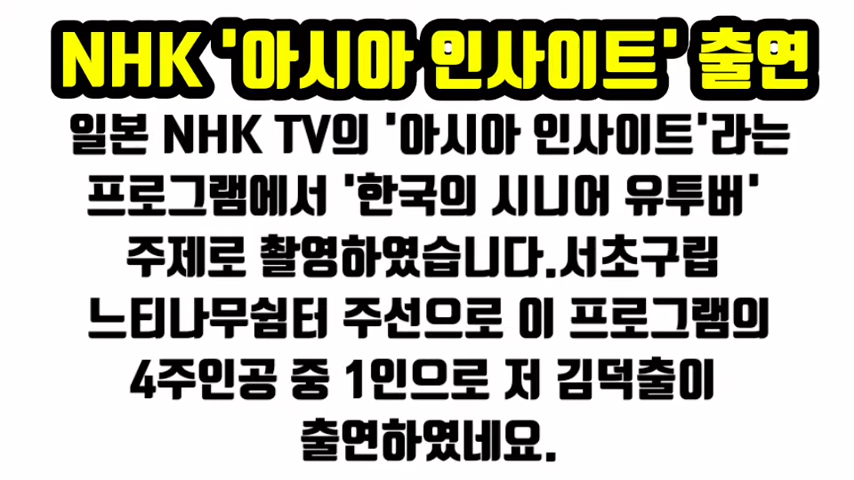 NHK '아시아 인사이트' 출연
일본 NHK TV의 '아시아 인사이트'라는
프로그램에서 '한국의 시니어 유투버'
주제로 촬영하였습니다.서초구립
느티나무쉼터 주선으로 이 프로그램의
4주인공 중 1인으로 저 김덕출이
출연하였네요.